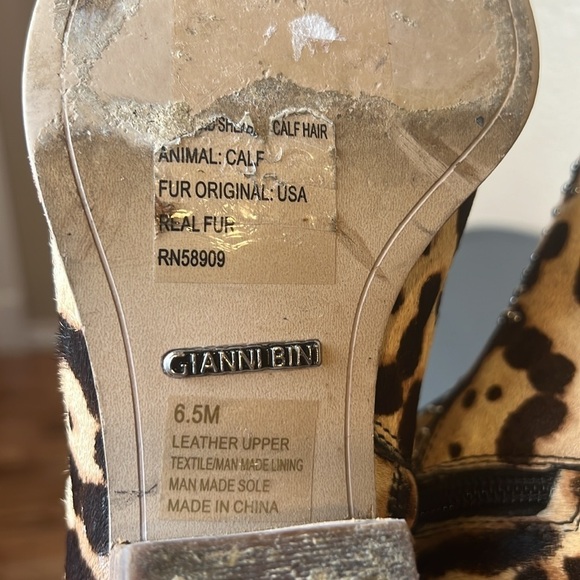 CALF HAIR
ANIMAL: CALF
FUR ORIGINAL: USA
REAL FUR
RN58909
GIANNI BINI
6.5M
LEATHER UPPER
TEXTILE/MAN MADE LINING
MAN MADE SOLE
MADE IN CHINA